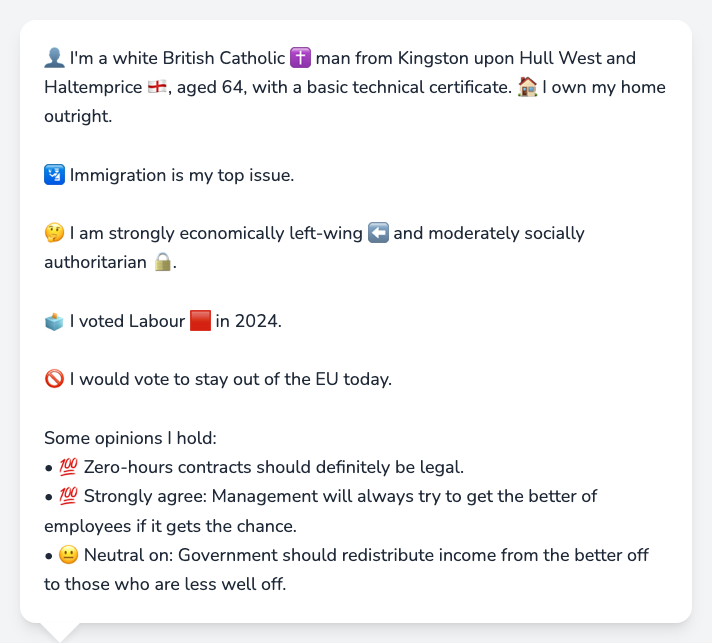 👤 I'm a white British Catholic ✝️ man from Kingston upon Hull West and
Haltemprice 🏴󠁧󠁢󠁥󠁮󠁧󠁿, aged 64, with a basic technical certificate. 🏠 I own my home
outright.
🛂 Immigration is my top issue.
🤔 I am strongly economically left-wing ⬅️ and moderately socially
authoritarian 🔒.
🗳️ I voted Labour 🟥 in 2024.
🚫 I would vote to stay out of the EU today.
Some opinions I hold:
• 💯 Zero-hours contracts should definitely be legal.
• 💯 Strongly agree: Management will always try to get the better of
employees if it gets the chance.
• 😐 Neutral on: Government should redistribute income from the better off
to those who are less well off.